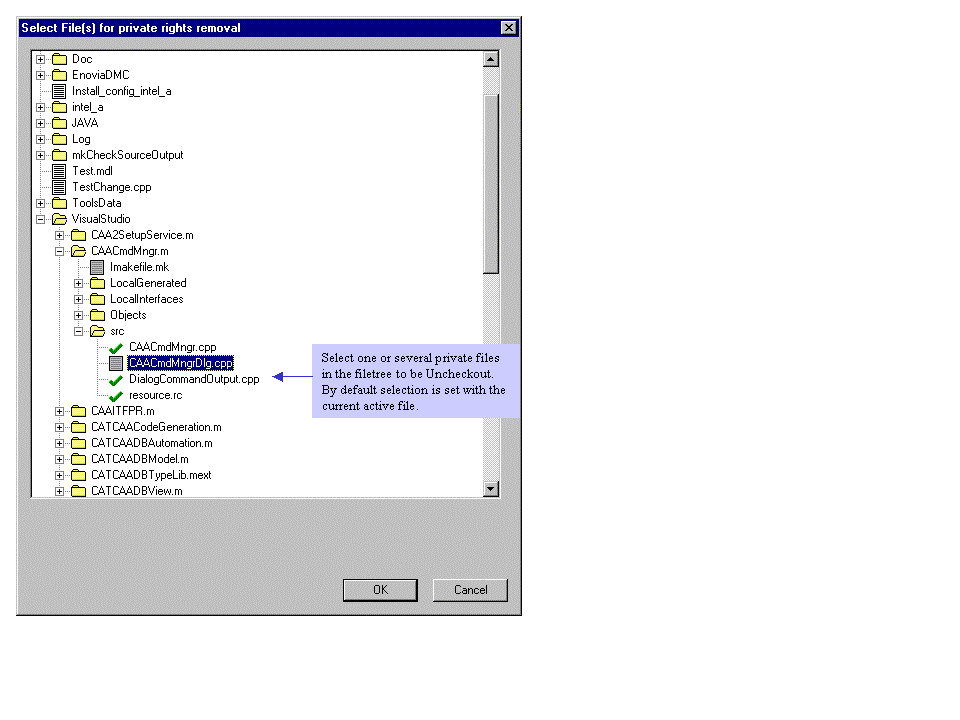 Select File(s) for private rights removal
Doc
EnoviaDMC
Install_config_intel_a
intel_a
JAVA
Log
mkCheckSourceOutput
Test.mdl
TestChange.cpp
ToolsData
VisualStudio
CAA2SetupService.m
CAACmdMngr.m
Imakefile.mk
LocalGenerated
LocalInterfaces
Objects
src
CAACmdMngr.cpp
CAACmdMngrDlg.cpp
DialogCommandOutput.cpp
resource.rc
Select one or several private files
in the filetree to be Uncheckout.
By default selection is set with the
current active file.
CAAITFPR.m
CATCAACodeGeneration.m
CATCAADBAutomation.m
CATCAADBModel.m
CATCAADBTypeLib.mext
CATCAADBView.m
OK
Cancel